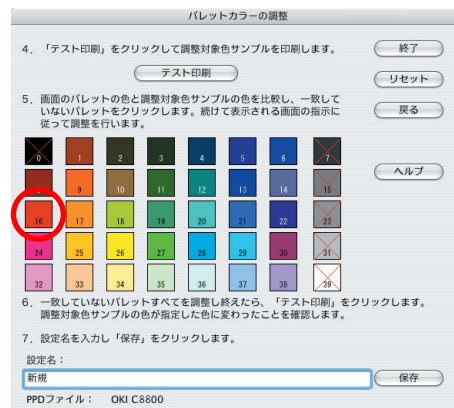 パレットカラーの調整
4. 「テスト印刷」をクリックして調整対象色サンプルを印刷します。
終了
テスト印刷
リセット
5. 画面のパレットの色と調整対象色サンプルの色を比較し、一致して
いないパレットをクリックします。続けて表示される画面の指示に
従って調整を行います。
戻る
ヘルプ
0 1 2 3 4 5 6 7
8 9 10 11 12 13 14 15
16 17 18 19 20 21 22 23
24 25 26 27 28 29 30 31
32 33 34 35 36 37 38 39
6. 一致していないパレットすべてを調整し終えたら、「テスト印刷」をクリックします。
調整対象色サンプルの色が指定した色に変わったことを確認します。
7. 設定名を入力し「保存」をクリックします。
設定名：
新規
保存
PPDファイル： OKI C8800